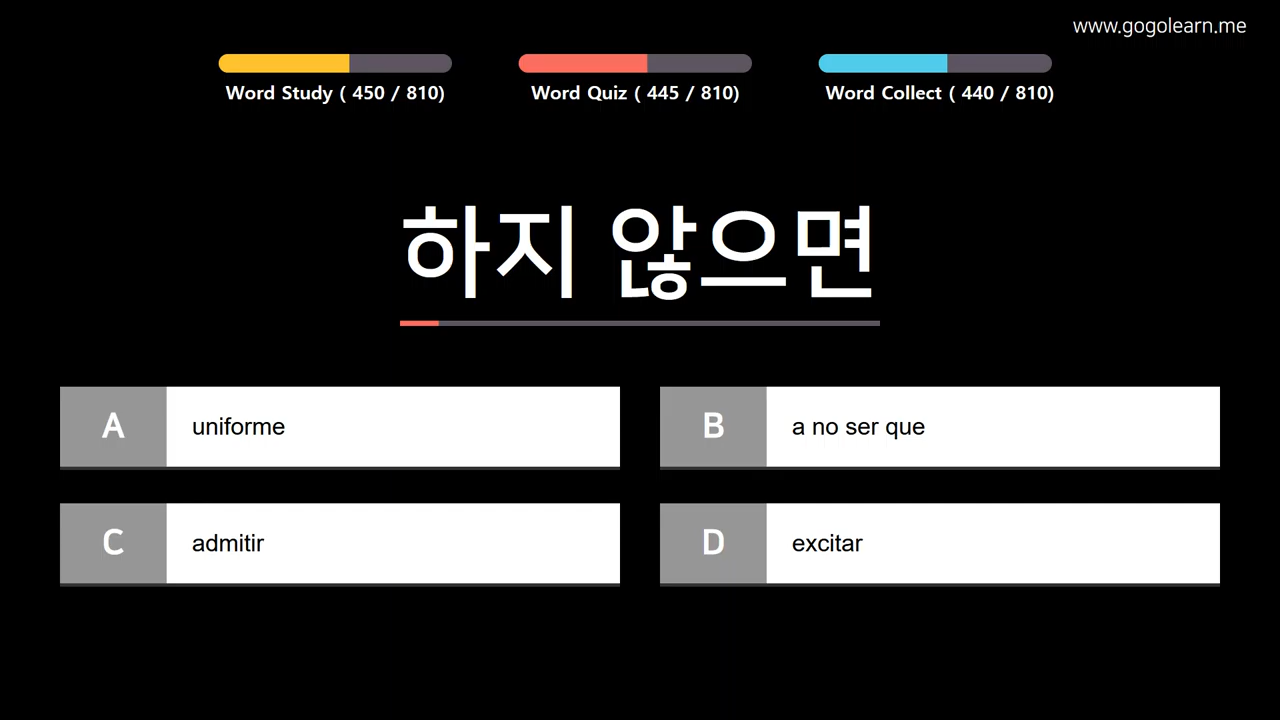 www.gogolearn.me
Word Study ( 450 / 810)
Word Quiz ( 445 / 810)
Word Collect ( 440 / 810)
하지 않으면
A uniforme
B a no ser que
C admitir
D excitar